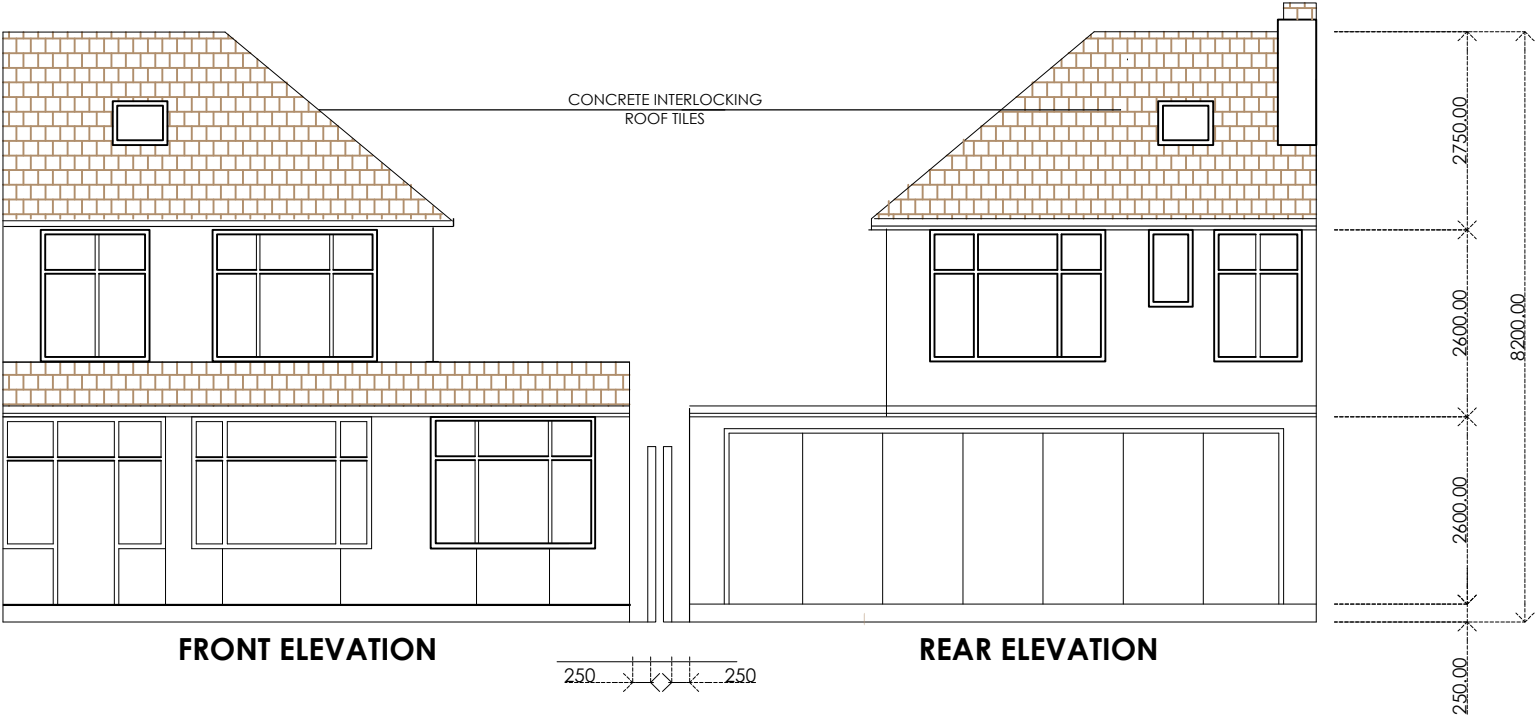 CONCRETE INTERLOCKING
ROOF TILES
2750.00
2600.00
8200.00
2600.00
FRONT ELEVATION
REAR ELEVATION
250
250
250.00